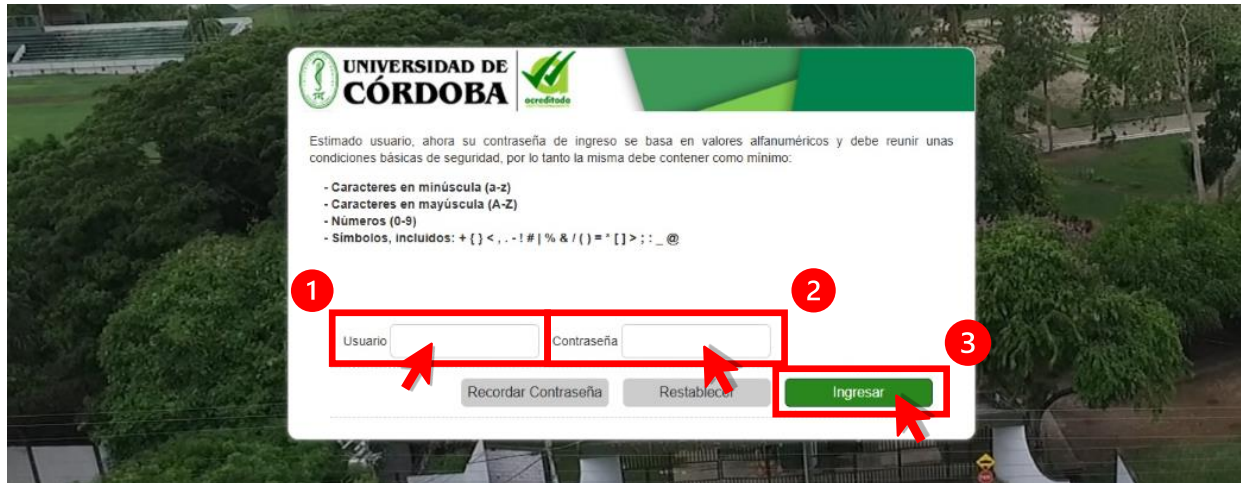 UNIVERSIDAD DE
CÓRDOBA
acreditado
Estimado usuario, ahora su contraseña de ingreso se basa en valores alfanuméricos y debe reunir unas
condiciones básicas de seguridad, por lo tanto la misma debe contener como mínimo:
- Caracteres en minúscula (a-z)
- Caracteres en mayúscula (A-Z)
- Números (0-9)
- Símbolos, incluidos: + { } < , . - ! # | % & / ( ) = * [ ] > ; : _ @
1
2
Usuario
Contraseña
3
Recordar Contraseña
Restablecer
Ingresar